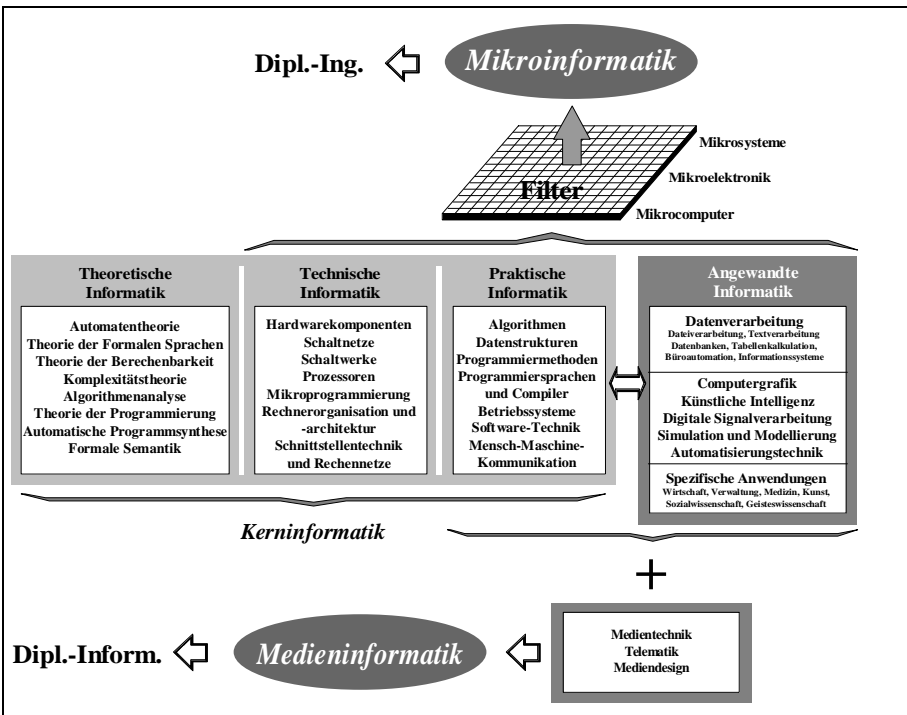 Dipl.-Ing.
Mikroinformatik
Mikrosysteme
Mikroelektronik
Mikrocomputer
Filter
Theoretische
Informatik
Automatentheorie
Theorie der Formalen Sprachen
Theorie der Berechenbarkeit
Komplexitätstheorie
Algorithmenanalyse
Theorie der Programmierung
Automatische Programmsynthese
Formale Semantik
Technische
Informatik
Hardwarekomponenten
Schaltnetze
Schaltwerke
Prozessoren
Mikroprogrammierung
Rechnerorganisation und
-architektur
Schnittstellentechnik
und Rechennetze
Praktische
Informatik
Algorithmen
Datenstrukturen
Programmiermethoden
Programmiersprachen
und Compiler
Betriebssysteme
Software-Technik
Mensch-Maschine-
Kommunikation
Angewandte
Informatik
Datenverarbeitung
Dateiverarbeitung, Textverarbeitung
Datenbanken, Tabellenkalkulation,
Büroautomation, Informationssysteme
Computergrafik
Künstliche Intelligenz
Digitale Signalverarbeitung
Simulation und Modellierung
Automatisierungstechnik
Spezifische Anwendungen
Wirtschaft, Verwaltung, Medizin, Kunst,
Sozialwissenschaft, Geisteswissenschaft
Kerninformatik
+
Medientechnik
Telematik
Mediendesign
Medieninformatik
Dipl.-Inform.